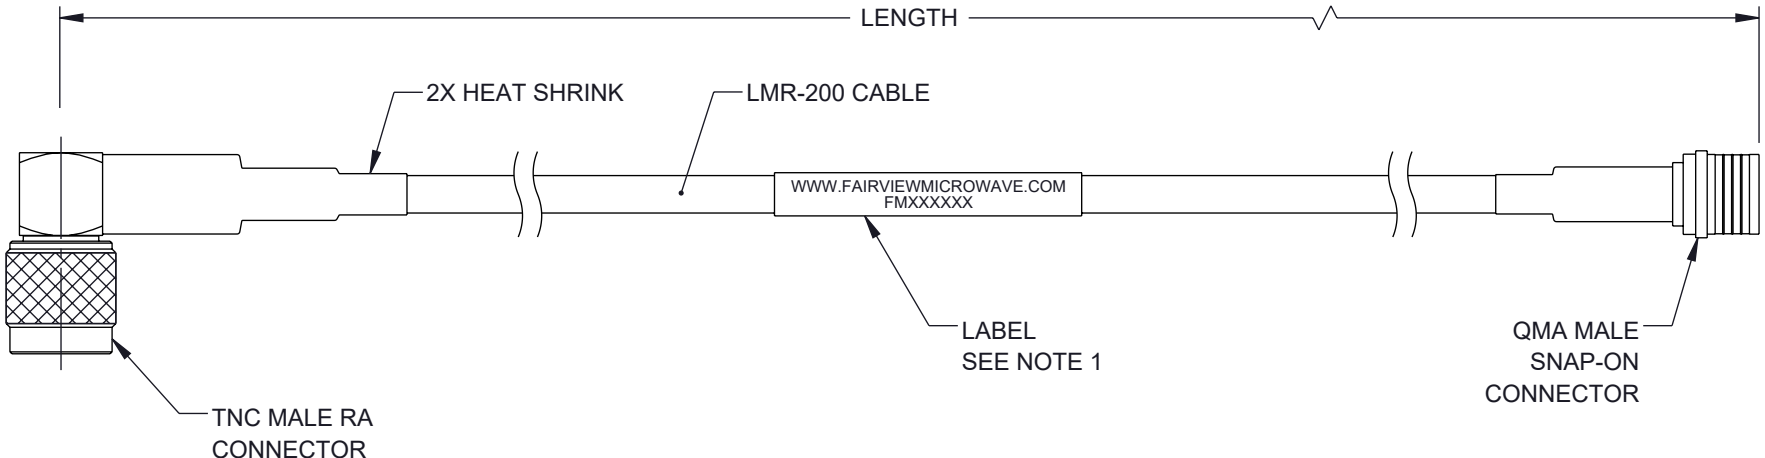 LENGTH
2X HEAT SHRINK
LMR-200 CABLE
WWW.FAIRVIEWMICROWAVE.COM
FMXXXXXX
LABEL
SEE NOTE 1
QMA MALE
SNAP-ON
CONNECTOR
TNC MALE RA
CONNECTOR